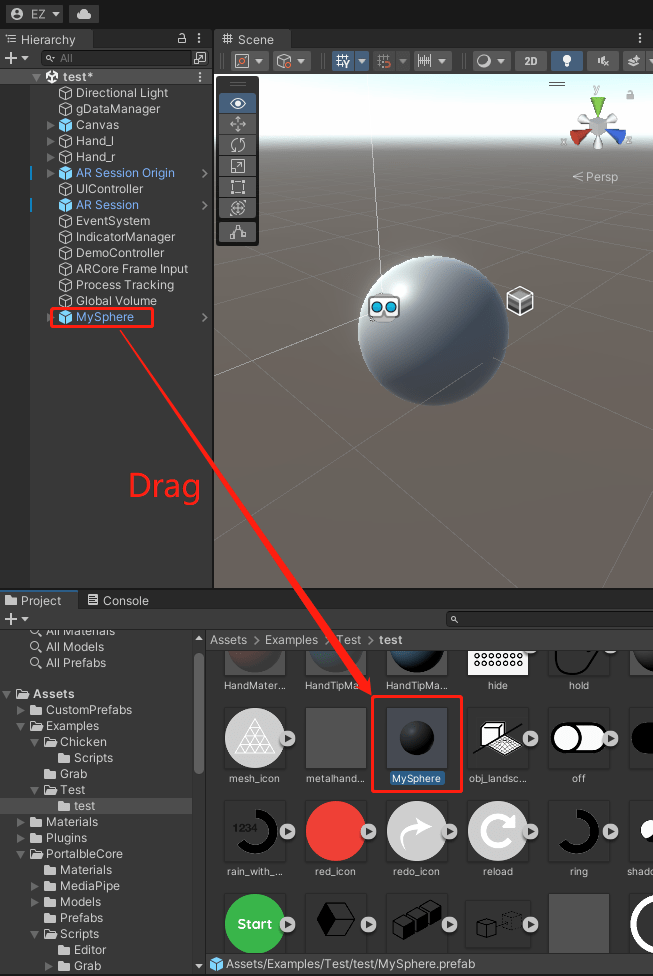 EZ
Hierarchy
All
test*
Directional Light
gDataManager
Canvas
Hand_l
Hand_r
AR Session Origin
UIController
AR Session
EventSystem
IndicatorManager
DemoController
ARCore Frame Input
Process Tracking
Global Volume
MySphere
Scene
2D
y
x
z
Persp
Drag
Project
Console
All Materials
All Models
All Prefabs
Assets
CustomPrefabs
Examples
Chicken
Scripts
Grab
Test
test
Materials
Plugins
PortalbleCore
Materials
MediaPipe
Models
Prefabs
Scripts
Editor
Grab
Assets > Examples > Test > test
HandMater...
HandTipMa...
HandTipMa...
hide
hold
mesh_icon
metalhand...
MySphere
obj_landsc...
off
1234
rain_with_...
red_icon
redo_icon
reload
ring
shado
Start
Assets/Examples/Test/test/MySphere.prefab